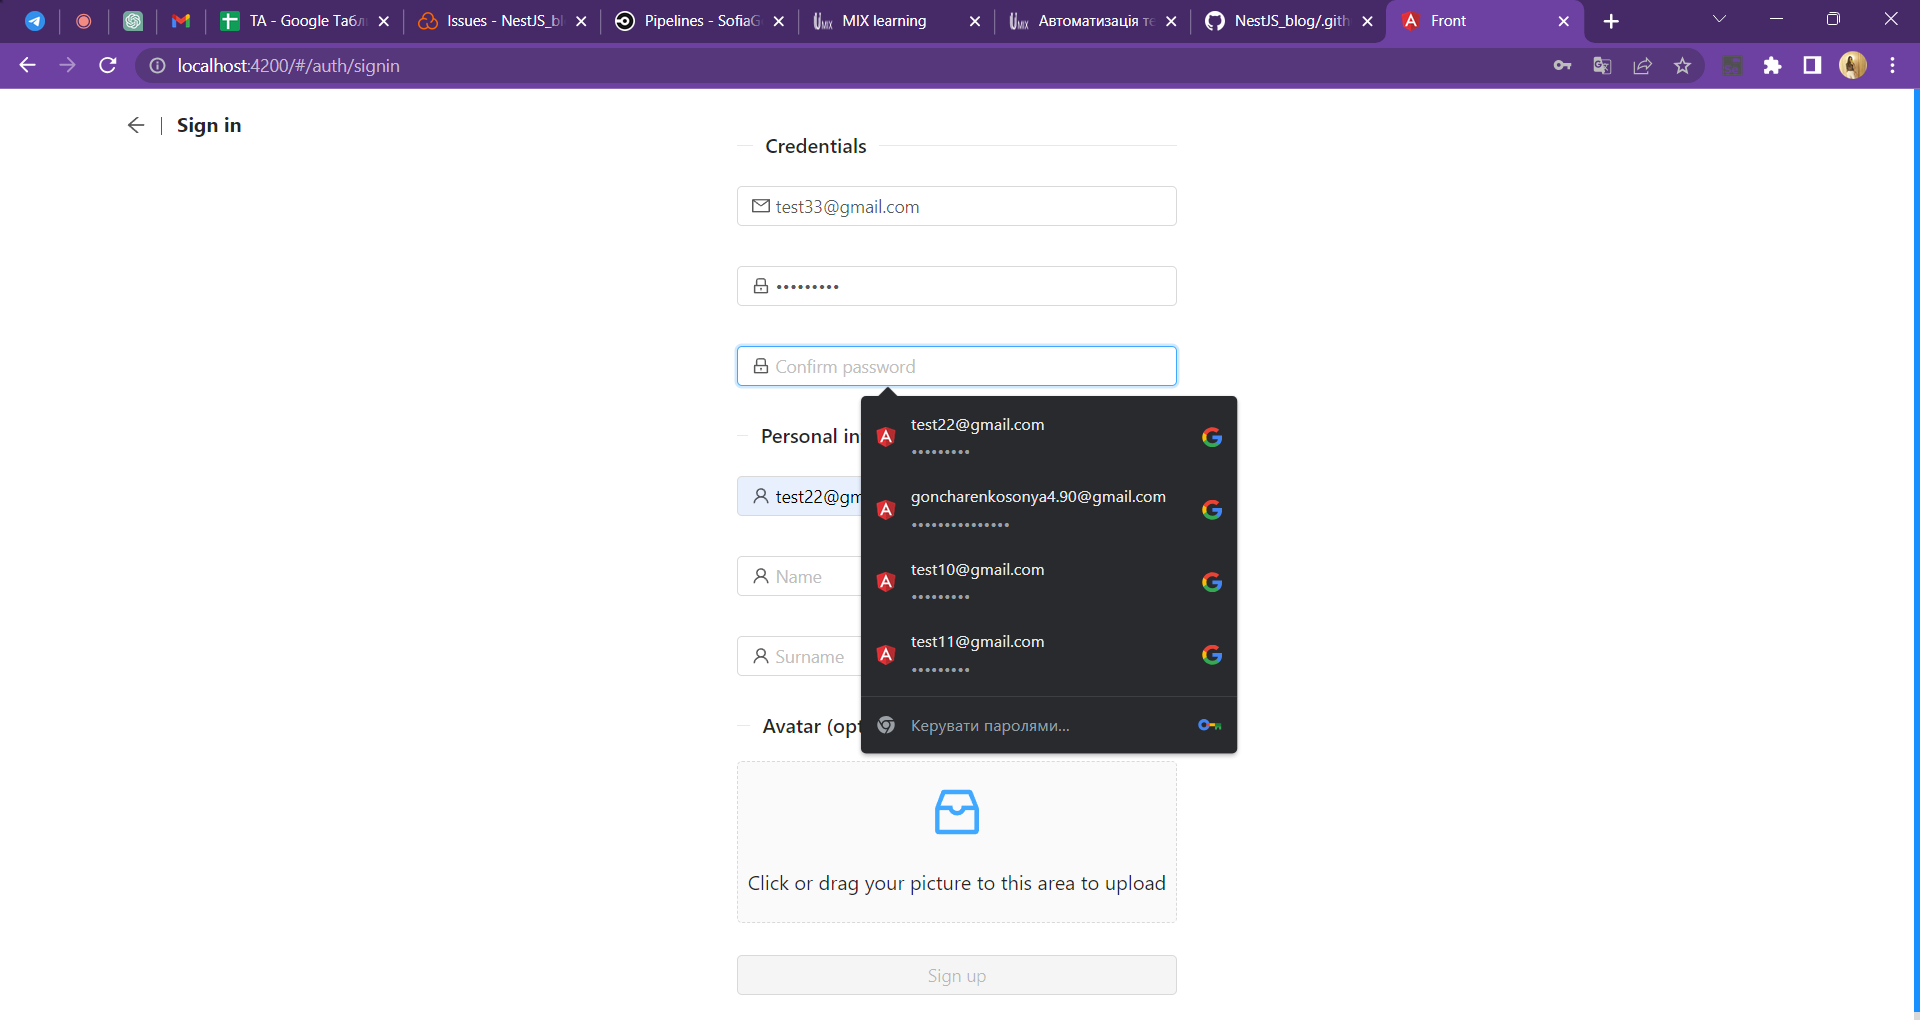 TA - Google Табл
Issues - NestJS_bl
Pipelines - SofiaG
MIX learning
Автоматизація те
NestJS_blog/.gith
Front
localhost:4200/#/auth/signin
Sign in
Credentials
test33@gmail.com
•••••••••
Confirm password
test22@gmail.com
•••••••••
Personal in
goncharenkosonya4.90@gmail.com
•••••••••••••••
test22@gm
test10@gmail.com
•••••••••
Name
test11@gmail.com
•••••••••
Surname
Керувати паролями...
Avatar (opt
Click or drag your picture to this area to upload
Sign up